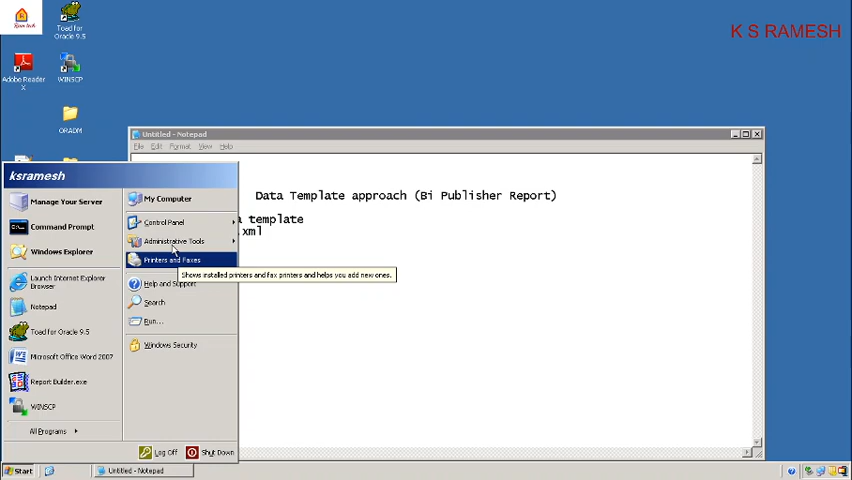 Ram tech
Toad for
Oracle 9.5
K S RAMESH
Adobe Reader
X
WINSCP
ORADM
Untitled - Notepad
File Edit Format View Help
Data Template approach (Bi Publisher Report)
a template
.xml
ksramesh
Manage Your Server
Command Prompt
Windows Explorer
Launch Internet Explorer
Browser
Notepad
Toad for Oracle 9.5
Microsoft Office Word 2007
Report Builder.exe
WINSCP
All Programs
My Computer
Control Panel
Administrative Tools
Printers and Faxes
Shows installed printers and fax printers and helps you add new ones.
Help and Support
Search
Run...
Windows Security
Log Off
Shut Down
Start
Untitled - Notepad